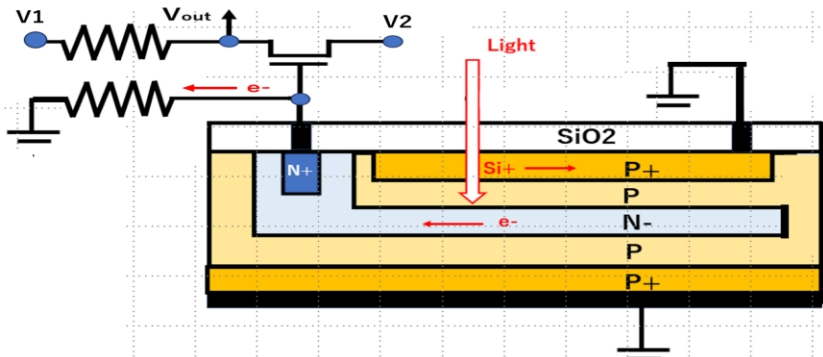 V1
Vout
V2
Light
e-
SiO2
N+
Si+
P+
P
e-
N-
P
P+